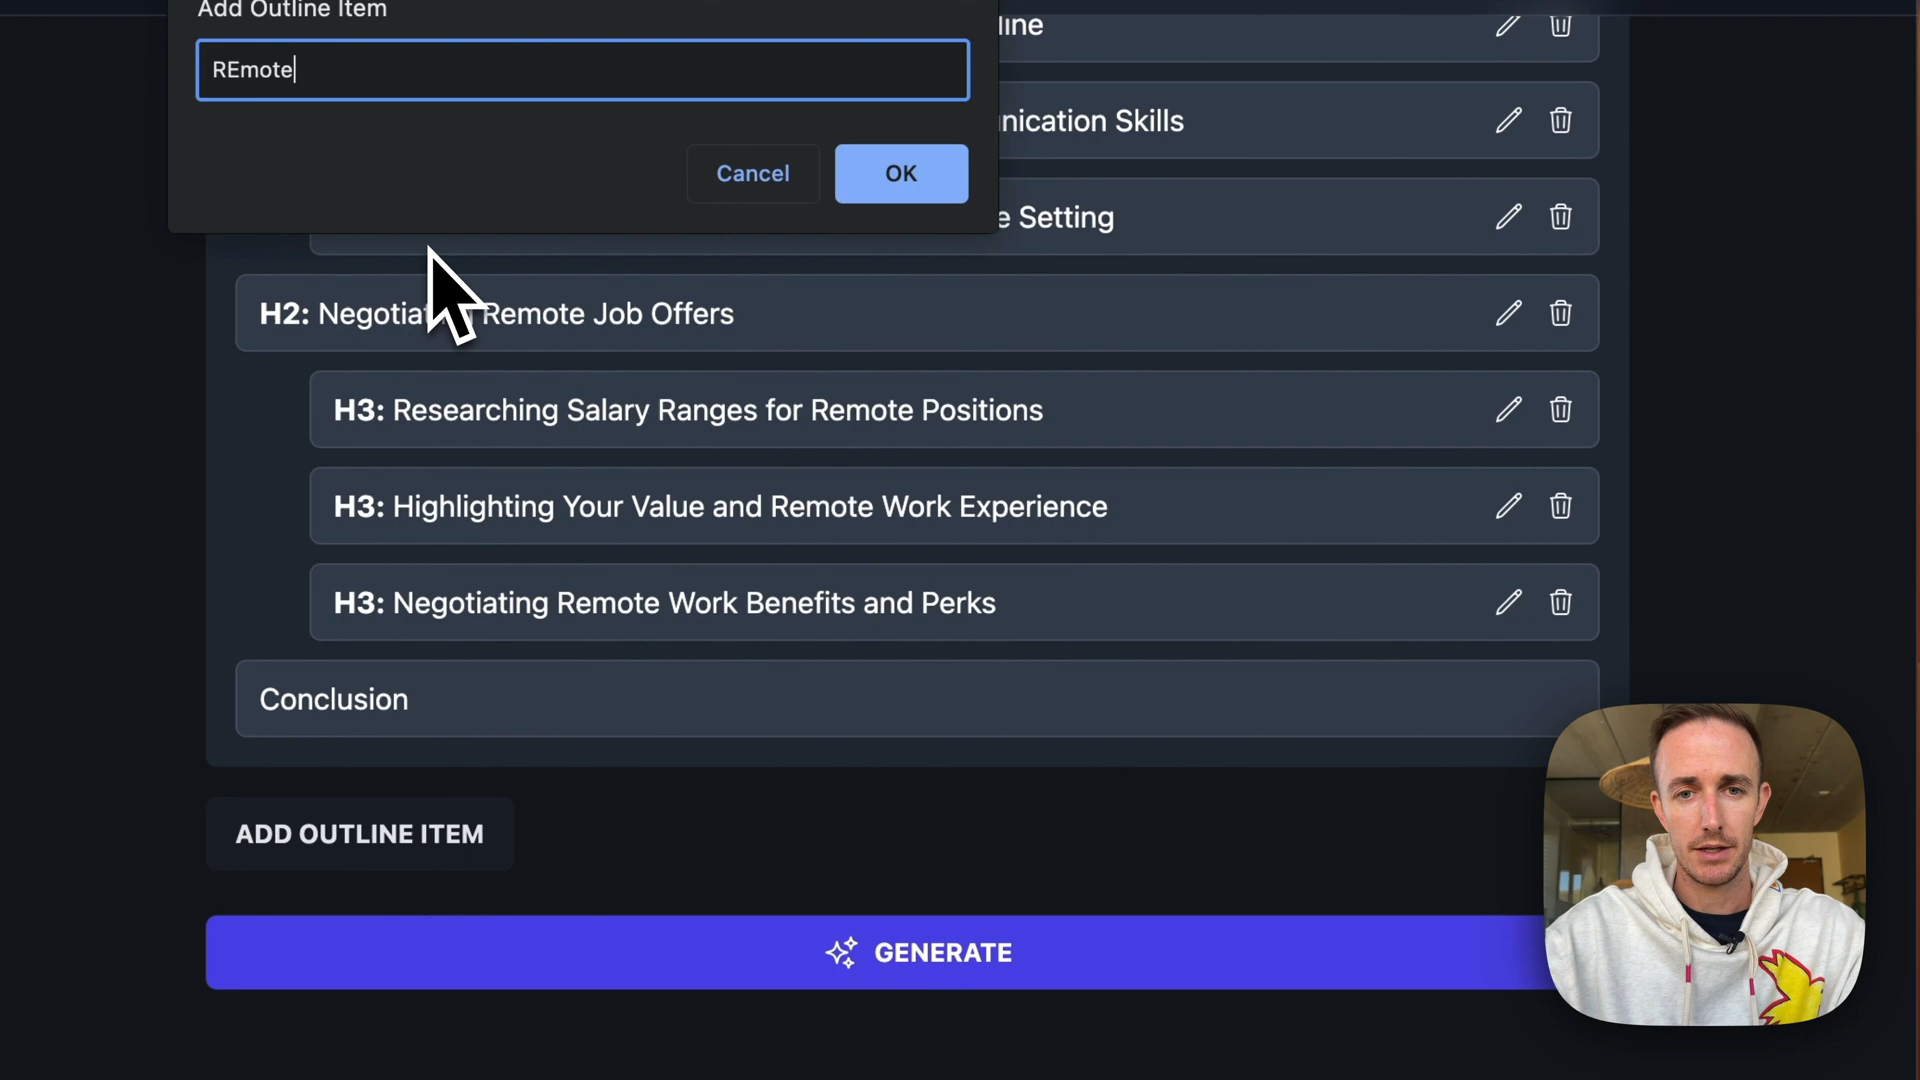 Add Outline Item
REmote
Cancel
OK
line
nication Skills
e Setting
H2: Negotiat Remote Job Offers
H3: Researching Salary Ranges for Remote Positions
H3: Highlighting Your Value and Remote Work Experience
H3: Negotiating Remote Work Benefits and Perks
Conclusion
ADD OUTLINE ITEM
GENERATE